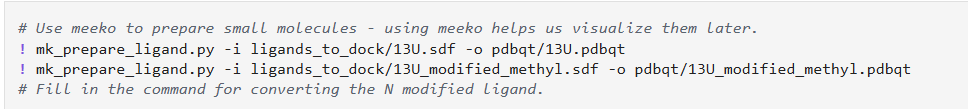 # Use meeko to prepare small molecules - using meeko helps us visualize them later.
! mk_prepare_ligand.py -i ligands_to_dock/13U.sdf -o pdbqt/13U.pdbqt
! mk_prepare_ligand.py -i ligands_to_dock/13U_modified_methyl.sdf -o pdbqt/13U_modified_methyl.pdbqt
# Fill in the command for converting the N modified ligand.